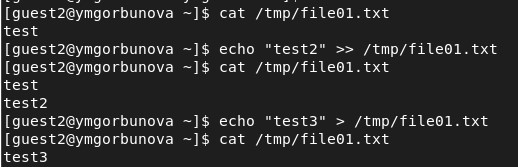 [guest2@ymgorbunova ~]$ cat /tmp/file01.txt
test
[guest2@ymgorbunova ~]$ echo "test2" >> /tmp/file01.txt
[guest2@ymgorbunova ~]$ cat /tmp/file01.txt
test
test2
[guest2@ymgorbunova ~]$ echo "test3" > /tmp/file01.txt
[guest2@ymgorbunova ~]$ cat /tmp/file01.txt
test3